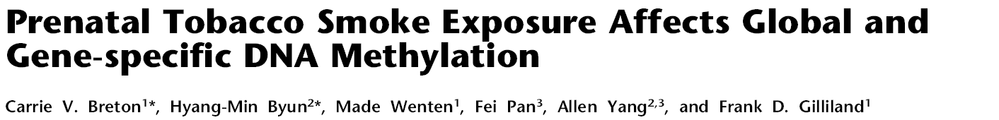 Prenatal Tobacco Smoke Exposure Affects Global and
Gene-specific DNA Methylation
Carrie V. Breton1*, Hyang-Min Byun2*, Made Wenten1, Fei Pan3, Allen Yang2,3, and Frank D. Gilliland1